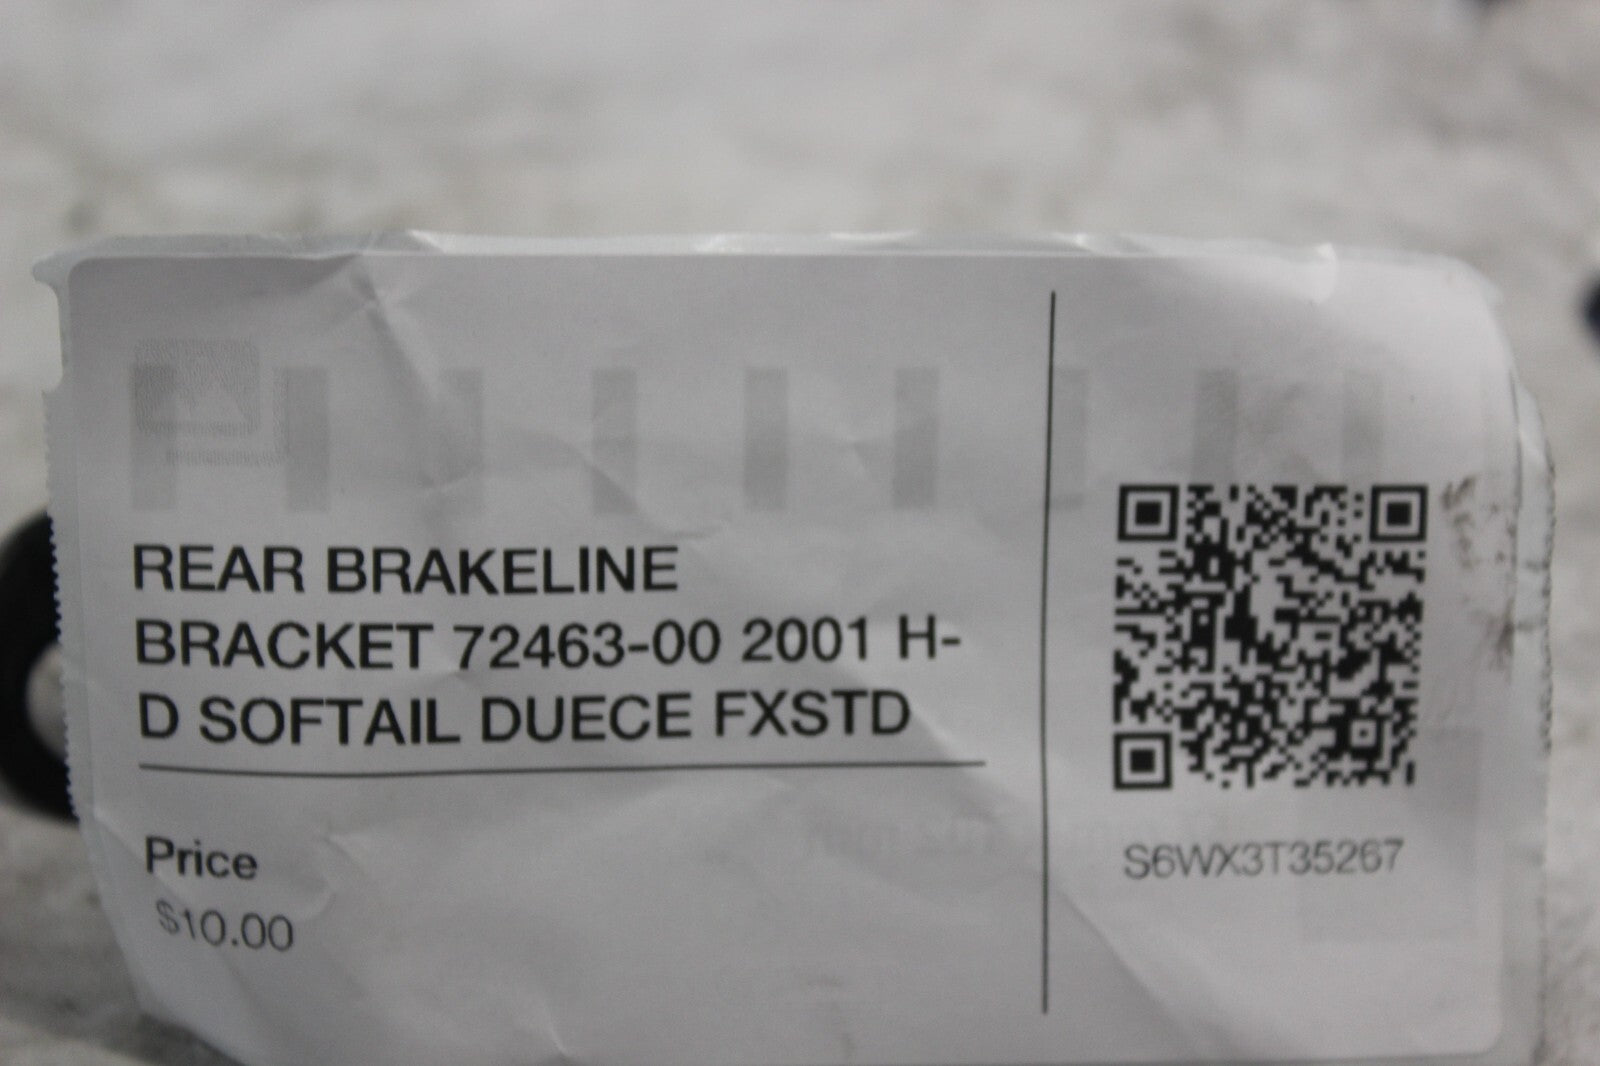 REAR BRAKELINE
BRACKET 72463-00 2001 H-
D SOFTAIL DUECE FXSTD
Price
$10.00
S6WX3T35267